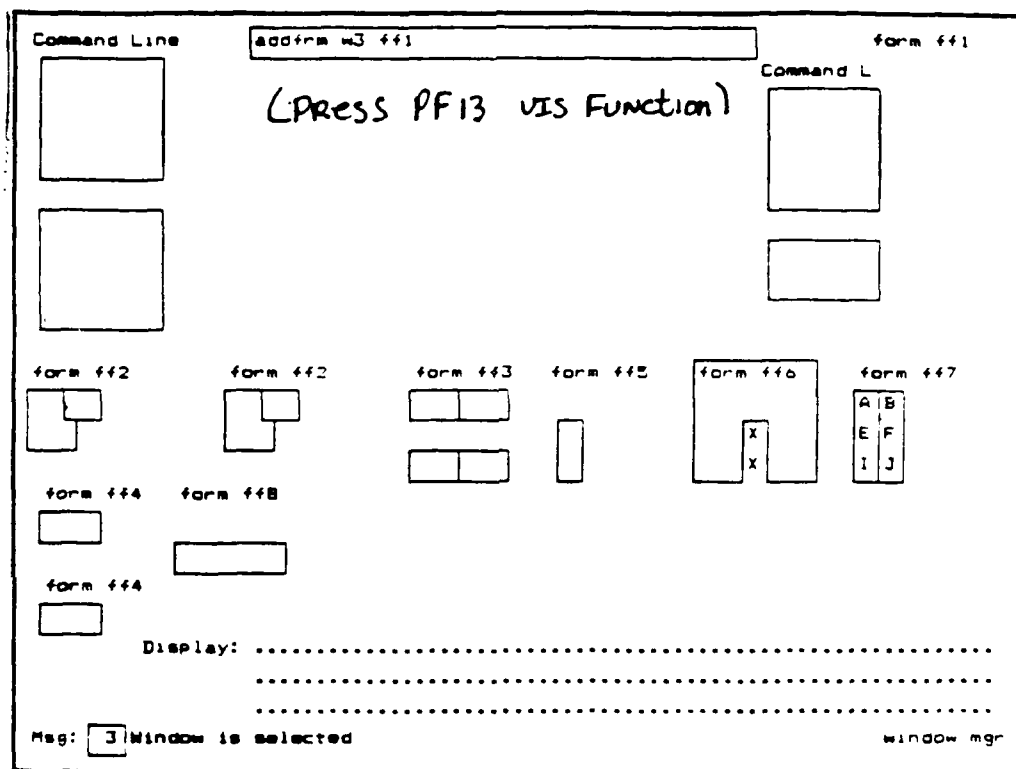 Command Line addfrm w3 ff1 form ff1
Command L
(PRESS PF13 VIS FUNCTION)
form ff2 form ff2 form ff3 form ff5 form ff6 form ff7
A B
X E F
X I J
form ff4 form ff8
form ff4
Display: ..............................................................
..............................................................
..............................................................
Msg: 3 Window is selected window mgr